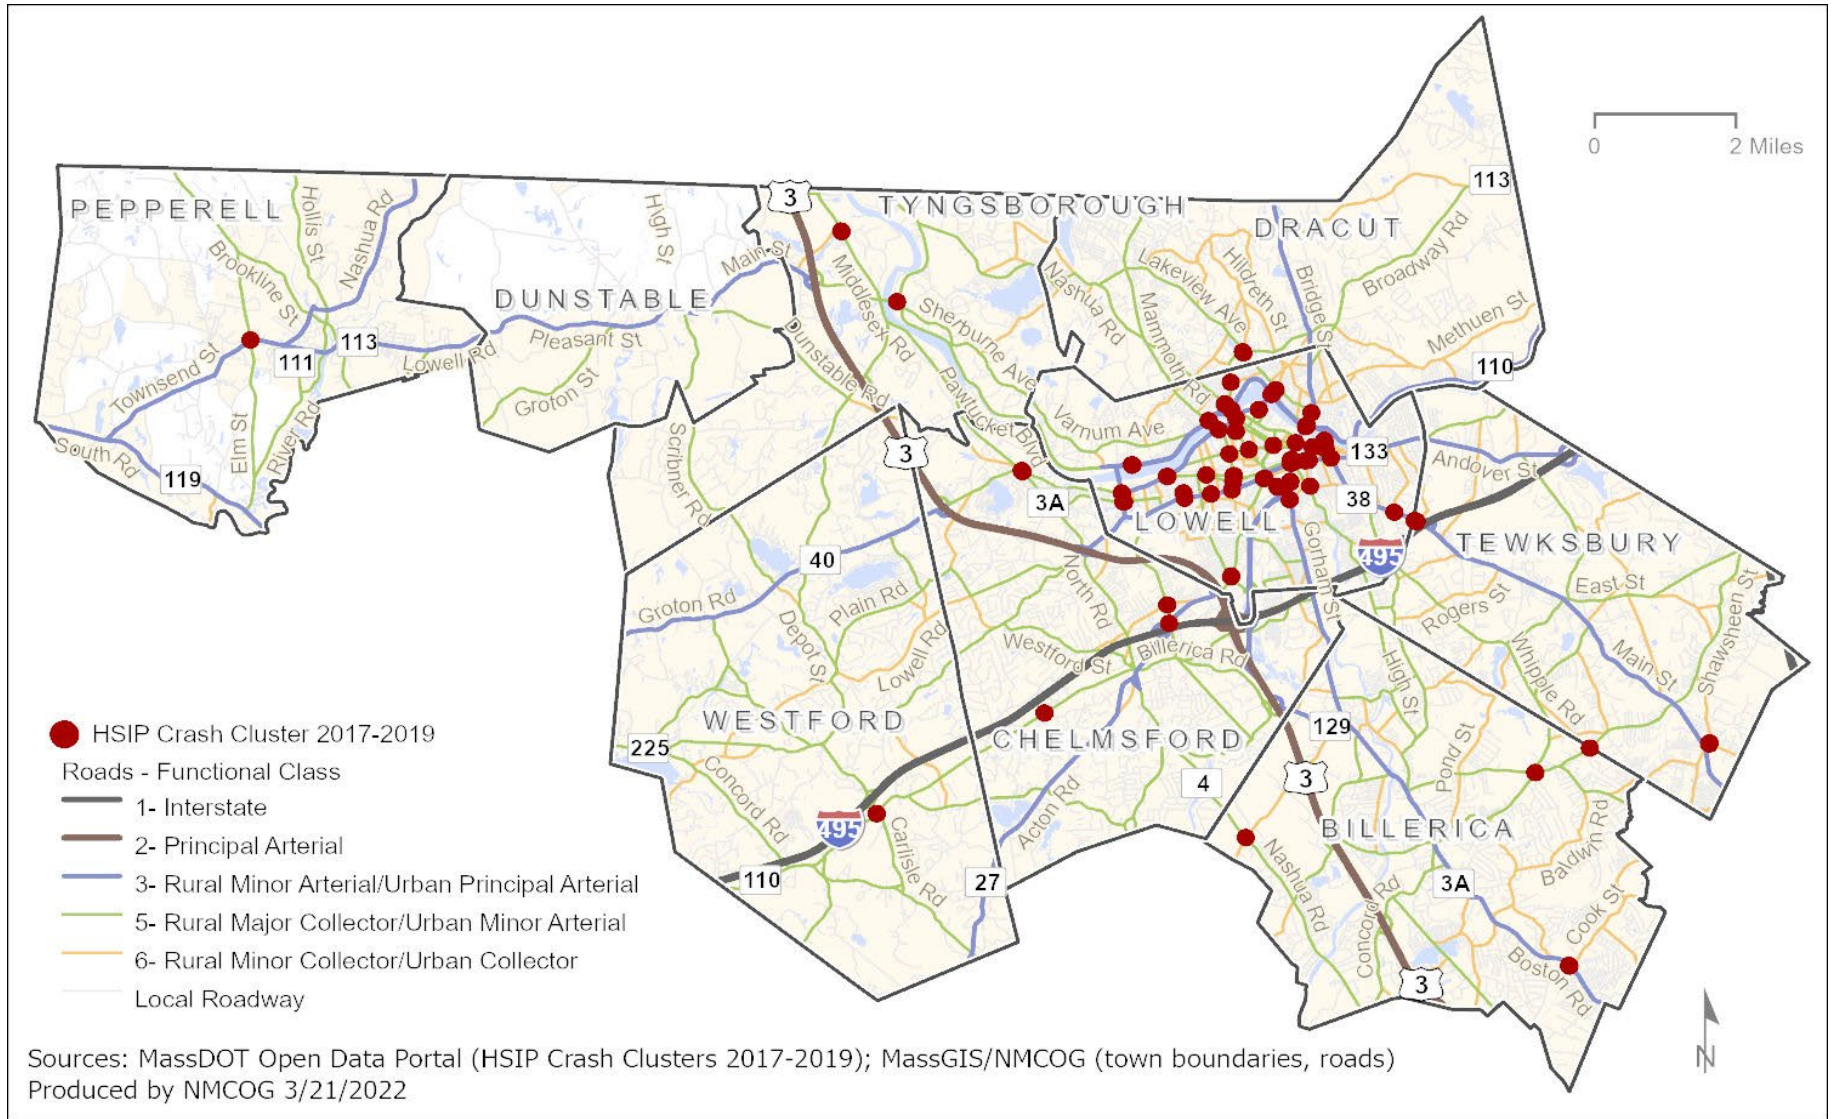 3
TYNGSBOROUGH
113
0 2 Miles
PEPPERELL
Hollis St
Nashua Rd
High St
DRACUT
Brookline St
Main St
Middlesex Rd
Lakeview Ave
Hildreth St
Bridge St
Broadway Rd
DUNSTABLE
Nashua Rd
Mammoth Rd
Sherburne Ave
Methuen St
113
111
Lowell Rd
Pleasant St
Dunstable Rd
110
Townsend St
Groton St
Pawtucket Blvd
Varnum Ave
South Rd
119
Elm St
River Rd
Scribner Rd
3
133
Andover St
3A
38
LOWELL
Gorham St
495
TEWKSBURY
40
Groton Rd
Depot St
Plain Rd
North Rd
East St
Rogers St
Shawsheen St
Lowell Rd
Westford St
Billerica Rd
High St
Whipple Rd
Main St
WESTFORD
225
CHELMSFORD
129
Pond St
Concord Rd
4
3
495
Carlisle Rd
Acton Rd
BILLERICA
Baldwin Rd
110
27
Nashua Rd
Concord Rd
3A
Cook St
Boston Rd
3
HSIP Crash Cluster 2017-2019
Roads - Functional Class
1- Interstate
2- Principal Arterial
3- Rural Minor Arterial/Urban Principal Arterial
5- Rural Major Collector/Urban Minor Arterial
6- Rural Minor Collector/Urban Collector
Local Roadway
N
Sources: MassDOT Open Data Portal (HSIP Crash Clusters 2017-2019); MassGIS/NMCOG (town boundaries, roads)
Produced by NMCOG 3/21/2022